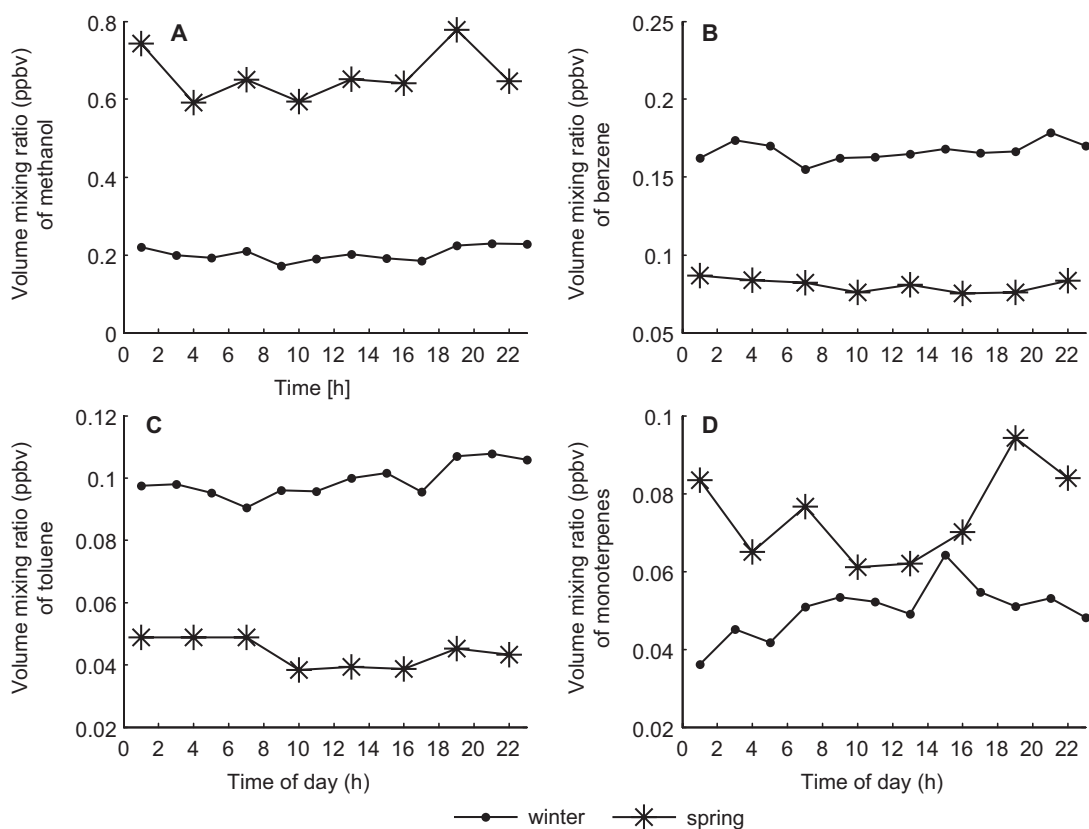 A
Volume mixing ratio (ppbv)
of methanol
0.8
0.6
0.4
0.2
0
0 2 4 6 8 10 12 14 16 18 20 22
Time [h]
B
Volume mixing ratio (ppbv)
of benzene
0.25
0.2
0.15
0.1
0.05
0 2 4 6 8 10 12 14 16 18 20 22
C
Volume mixing ratio (ppbv)
of toluene
0.12
0.1
0.08
0.06
0.04
0.02
0 2 4 6 8 10 12 14 16 18 20 22
Time of day (h)
D
Volume mixing ratio (ppbv)
of monoterpenes
0.1
0.08
0.06
0.04
0.02
0 2 4 6 8 10 12 14 16 18 20 22
Time of day (h)
winter spring